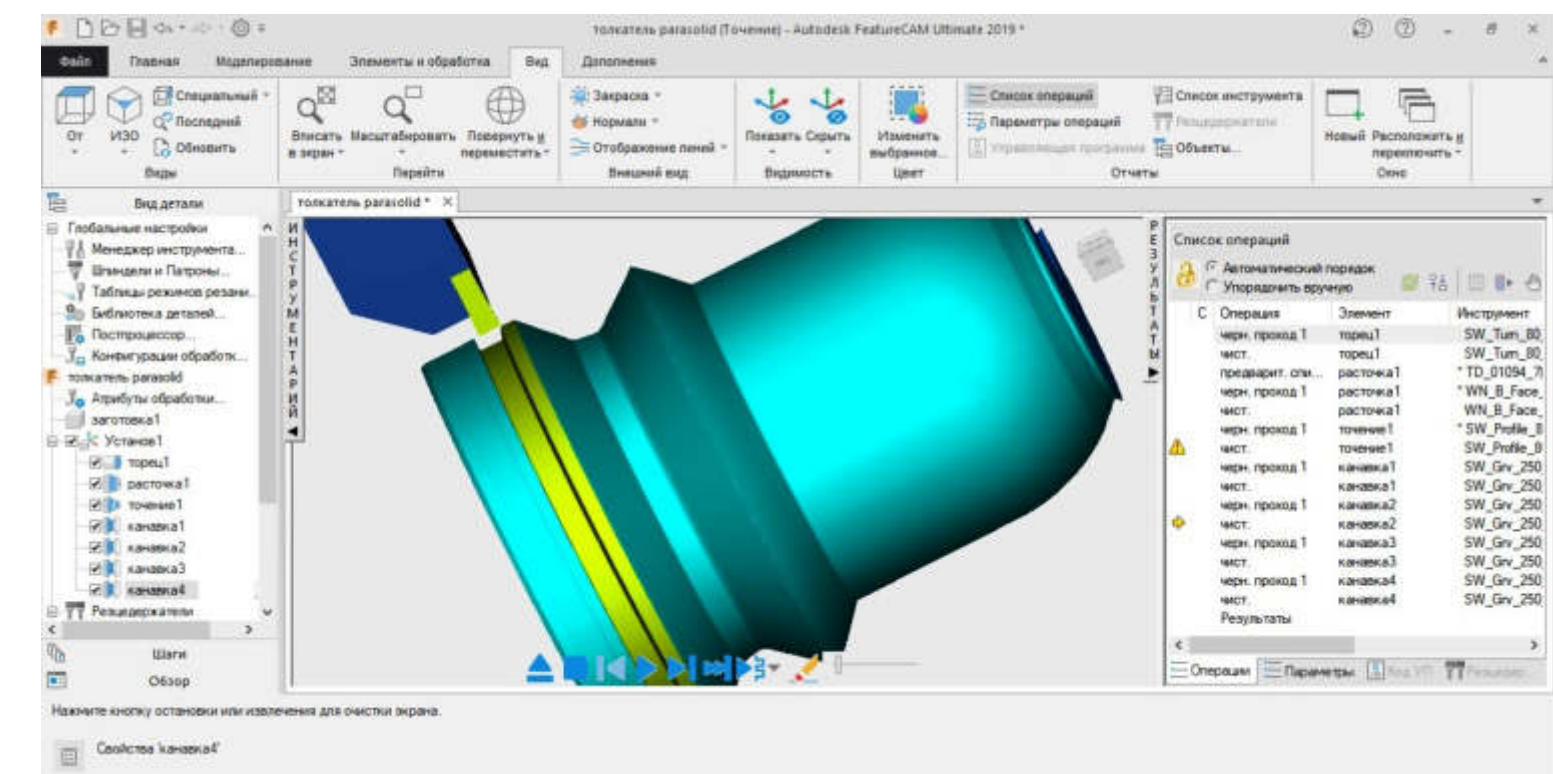 толкатель parasolid (Точение) - Autodesk FeatureCAM Ultimate 2019 *
Файл Главная Моделирование Элементы и обработка Вид Дополнения
От ИЗО Специальный Последний Обновить
Виды
Вписать в экран Масштабировать Повернуть и переместить
Перейти
Закраска
Нормали
Отображение линий
Внешний вид
Показать Скрыть
Видимость
Изменить выбранное...
Цвет
Список операций
Параметры операций
Управляющая программа
Список инструмента
Резцедержатели
Объекты...
Отчеты
Новый Расположить и переключить
Окно
Вид детали
толкатель parasolid *
Глобальные настройки
Менеджер инструмента...
Шпиндели и Патроны...
Таблицы режимов резани
Библиотека деталей...
Постпроцессор...
Конфигурации обработк...
толкатель parasolid
Атрибуты обработки...
заготовка1
Установ1
торец1
расточка1
точение1
канавка1
канавка2
канавка3
канавка4
Резцедержатели
Шаги
Обзор
ИНСТРУМЕНТАРИЙ
РЕЗУЛЬТАТЫ
Список операций
Автоматический порядок
Упорядочить вручную
С Операция Элемент Инструмент
черн. проход 1 торец1 SW_Turn_80
чист. торец1 SW_Turn_80
предварит. спи... расточка1 * TD_01094_7
черн. проход 1 расточка1 * WN_B_Face_
чист. расточка1 WN_B_Face_
черн. проход 1 точение1 * SW_Profile_
чист. точение1 SW_Profile_
черн. проход 1 канавка1 SW_Grv_250
чист. канавка1 SW_Grv_250
черн. проход 1 канавка2 SW_Grv_250
чист. канавка2 SW_Grv_250
черн. проход 1 канавка3 SW_Grv_250
чист. канавка3 SW_Grv_250
черн. проход 1 канавка4 SW_Grv_250
чист. канавка4 SW_Grv_250
Результаты
Операции Параметры Код УП
Нажмите кнопку остановки или извлечения для очистки экрана.
Свойства 'канавка4'